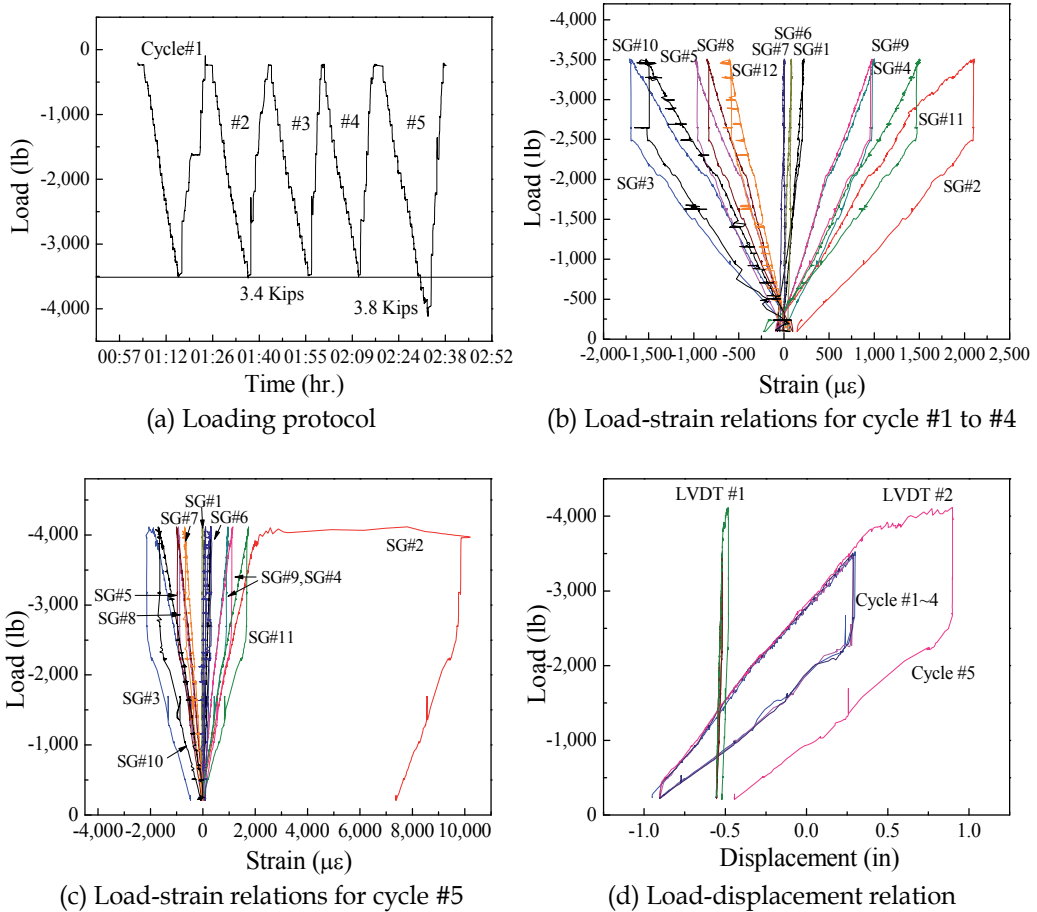 Cycle#1
#2
#3
#4
#5
3.4 Kips
3.8 Kips
0
-1,000
-2,000
-3,000
-4,000
Load (lb)
00:57 01:12 01:26 01:40 01:55 02:09 02:24 02:38 02:52
Time (hr.)
(a) Loading protocol
SG#6
SG#10
SG#5
SG#8
SG#7
SG#1
SG#9
SG#12
SG#4
SG#11
SG#3
SG#2
-4,000
-3,500
-3,000
-2,500
-2,000
-1,500
-1,000
-500
0
Load (lb)
-2,000 -1,500 -1,000 -500 0 500 1,000 1,500 2,000 2,500
Strain (με)
(b) Load-strain relations for cycle #1 to #4
SG#1
SG#7
SG#6
SG#2
SG#5
SG#9,SG#4
SG#8
SG#11
SG#3
SG#10
-4,000
-3,000
-2,000
-1,000
0
Load (lb)
-4,000 -2,000 0 2,000 4,000 6,000 8,000 10,000
Strain (με)
(c) Load-strain relations for cycle #5
LVDT #1
LVDT #2
Cycle #1~4
Cycle #5
-4,000
-3,000
-2,000
-1,000
0
Load (lb)
-1.0 -0.5 0.0 0.5 1.0
Displacement (in)
(d) Load-displacement relation